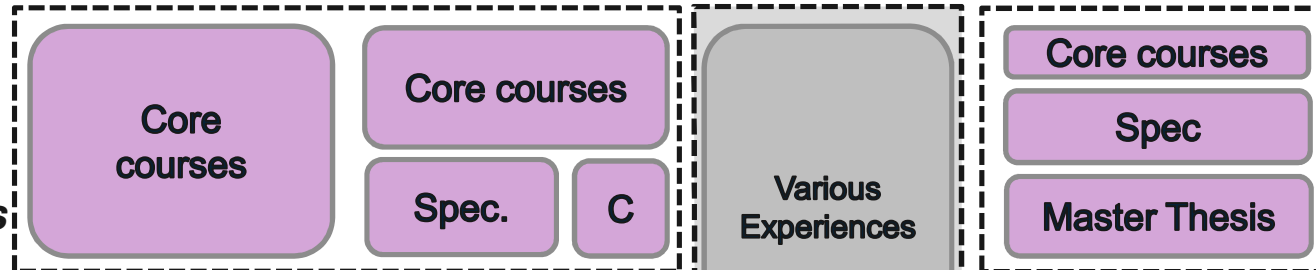 Core
courses
Core courses
Spec.
C
Various
Experiences
Core courses
Spec
Master Thesis